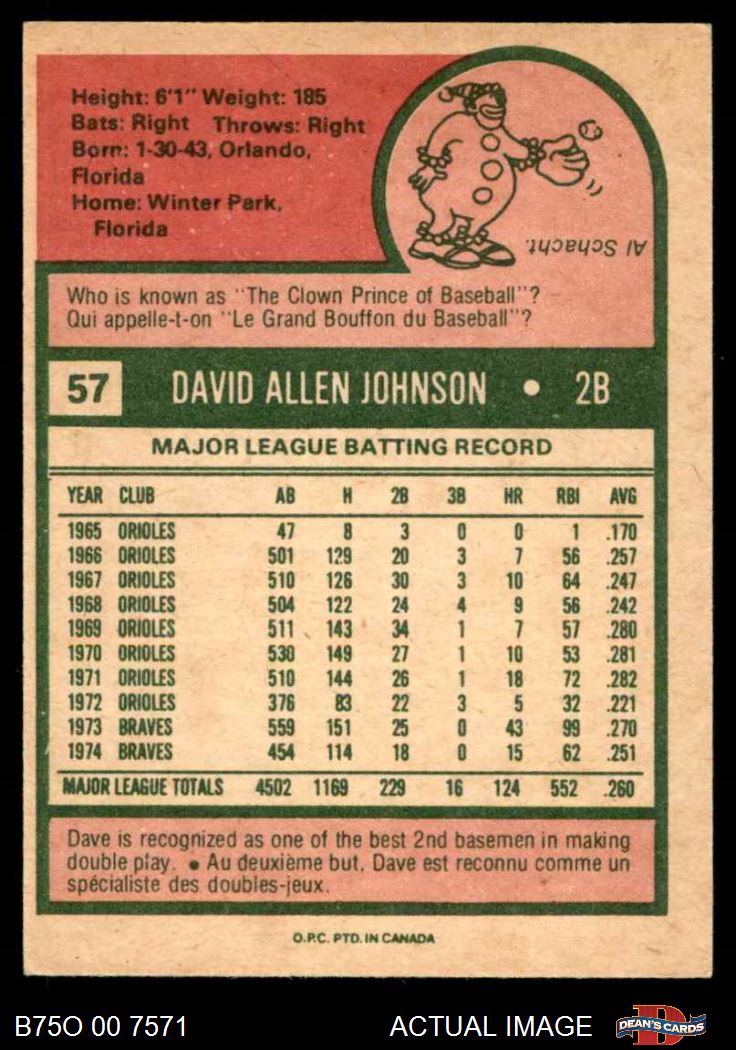 Height: 6'1" Weight: 185
Bats: Right Throws: Right
Born: 1-30-43, Orlando,
Florida
Home: Winter Park,
Florida
Al Schacht.
Who is known as "The Clown Prince of Baseball"?
Qui appelle-t-on "Le Grand Bouffon du Baseball"?
57 DAVID ALLEN JOHNSON • 2B
MAJOR LEAGUE BATTING RECORD
YEAR CLUB AB H 2B 3B HR RBI AVG
1965 ORIOLES 47 8 3 0 0 1 .170
1966 ORIOLES 501 129 20 3 7 56 .257
1967 ORIOLES 510 126 30 3 10 64 .247
1968 ORIOLES 504 122 24 4 9 56 .242
1969 ORIOLES 511 143 34 1 7 57 .280
1970 ORIOLES 530 149 27 1 10 53 .281
1971 ORIOLES 510 144 26 1 18 72 .282
1972 ORIOLES 376 83 22 3 5 32 .221
1973 BRAVES 559 151 25 0 43 99 .270
1974 BRAVES 454 114 18 0 15 62 .251
MAJOR LEAGUE TOTALS 4502 1169 229 16 124 552 .260
Dave is recognized as one of the best 2nd basemen in making
double play. • Au deuxième but, Dave est reconnu comme un
spécialiste des doubles-jeux.
O.P.C. PTD. IN CANADA
B75O 00 7571 ACTUAL IMAGE D DEAN'S CARDS